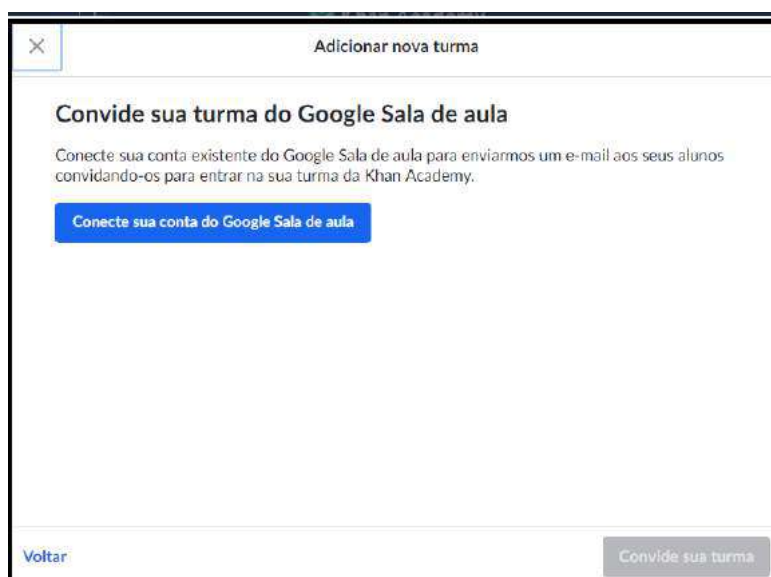 Khan Academy
Adicionar nova turma
Convide sua turma do Google Sala de aula
Conecte sua conta existente do Google Sala de aula para enviarmos um e-mail aos seus alunos
convidando-os para entrar na sua turma da Khan Academy.
Conecte sua conta do Google Sala de aula
Voltar
Convide sua turma